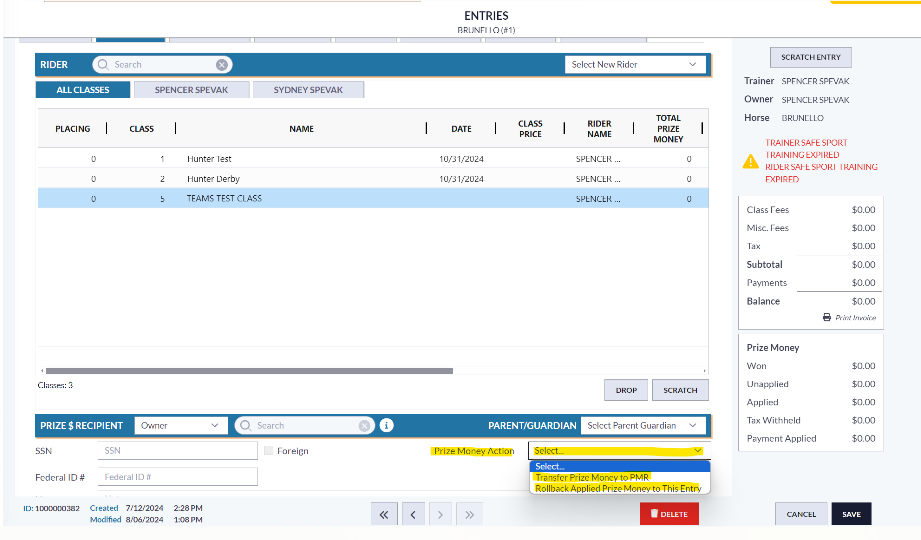 ENTRIES
BRUNELLO (#1)
RIDER Search Select New Rider
ALL CLASSES SPENCER SPEVAK SYDNEY SPEVAK
PLACING CLASS NAME DATE CLASS PRICE RIDER NAME TOTAL PRIZE MONEY
0 1 Hunter Test 10/31/2024 SPENCER ... 0
0 2 Hunter Derby 10/31/2024 SPENCER ... 0
0 5 TEAMS TEST CLASS SPENCER ... 0
Classes: 3 DROP SCRATCH
PRIZE $ RECIPIENT Owner Search i PARENT/GUARDIAN Select Parent Guardian
SSN SSN Foreign Prize Money Action Select...
Select...
Federal ID # Federal ID # Transfer Prize Money to PMR
Rollback Applied Prize Money to This Entry
ID: 1000000382 Created 7/12/2024 2:28 PM
Modified 8/06/2024 1:08 PM
DELETE
CANCEL SAVE
SCRATCH ENTRY
Trainer SPENCER SPEVAK
Owner SPENCER SPEVAK
Horse BRUNELLO
TRAINER SAFE SPORT
TRAINING EXPIRED
RIDER SAFE SPORT TRAINING
EXPIRED
Class Fees $0.00
Misc. Fees $0.00
Tax $0.00
Subtotal $0.00
Payments $0.00
Balance $0.00
Print Invoice
Prize Money
Won $0.00
Unapplied $0.00
Applied $0.00
Tax Withheld $0.00
Payment Applied $0.00